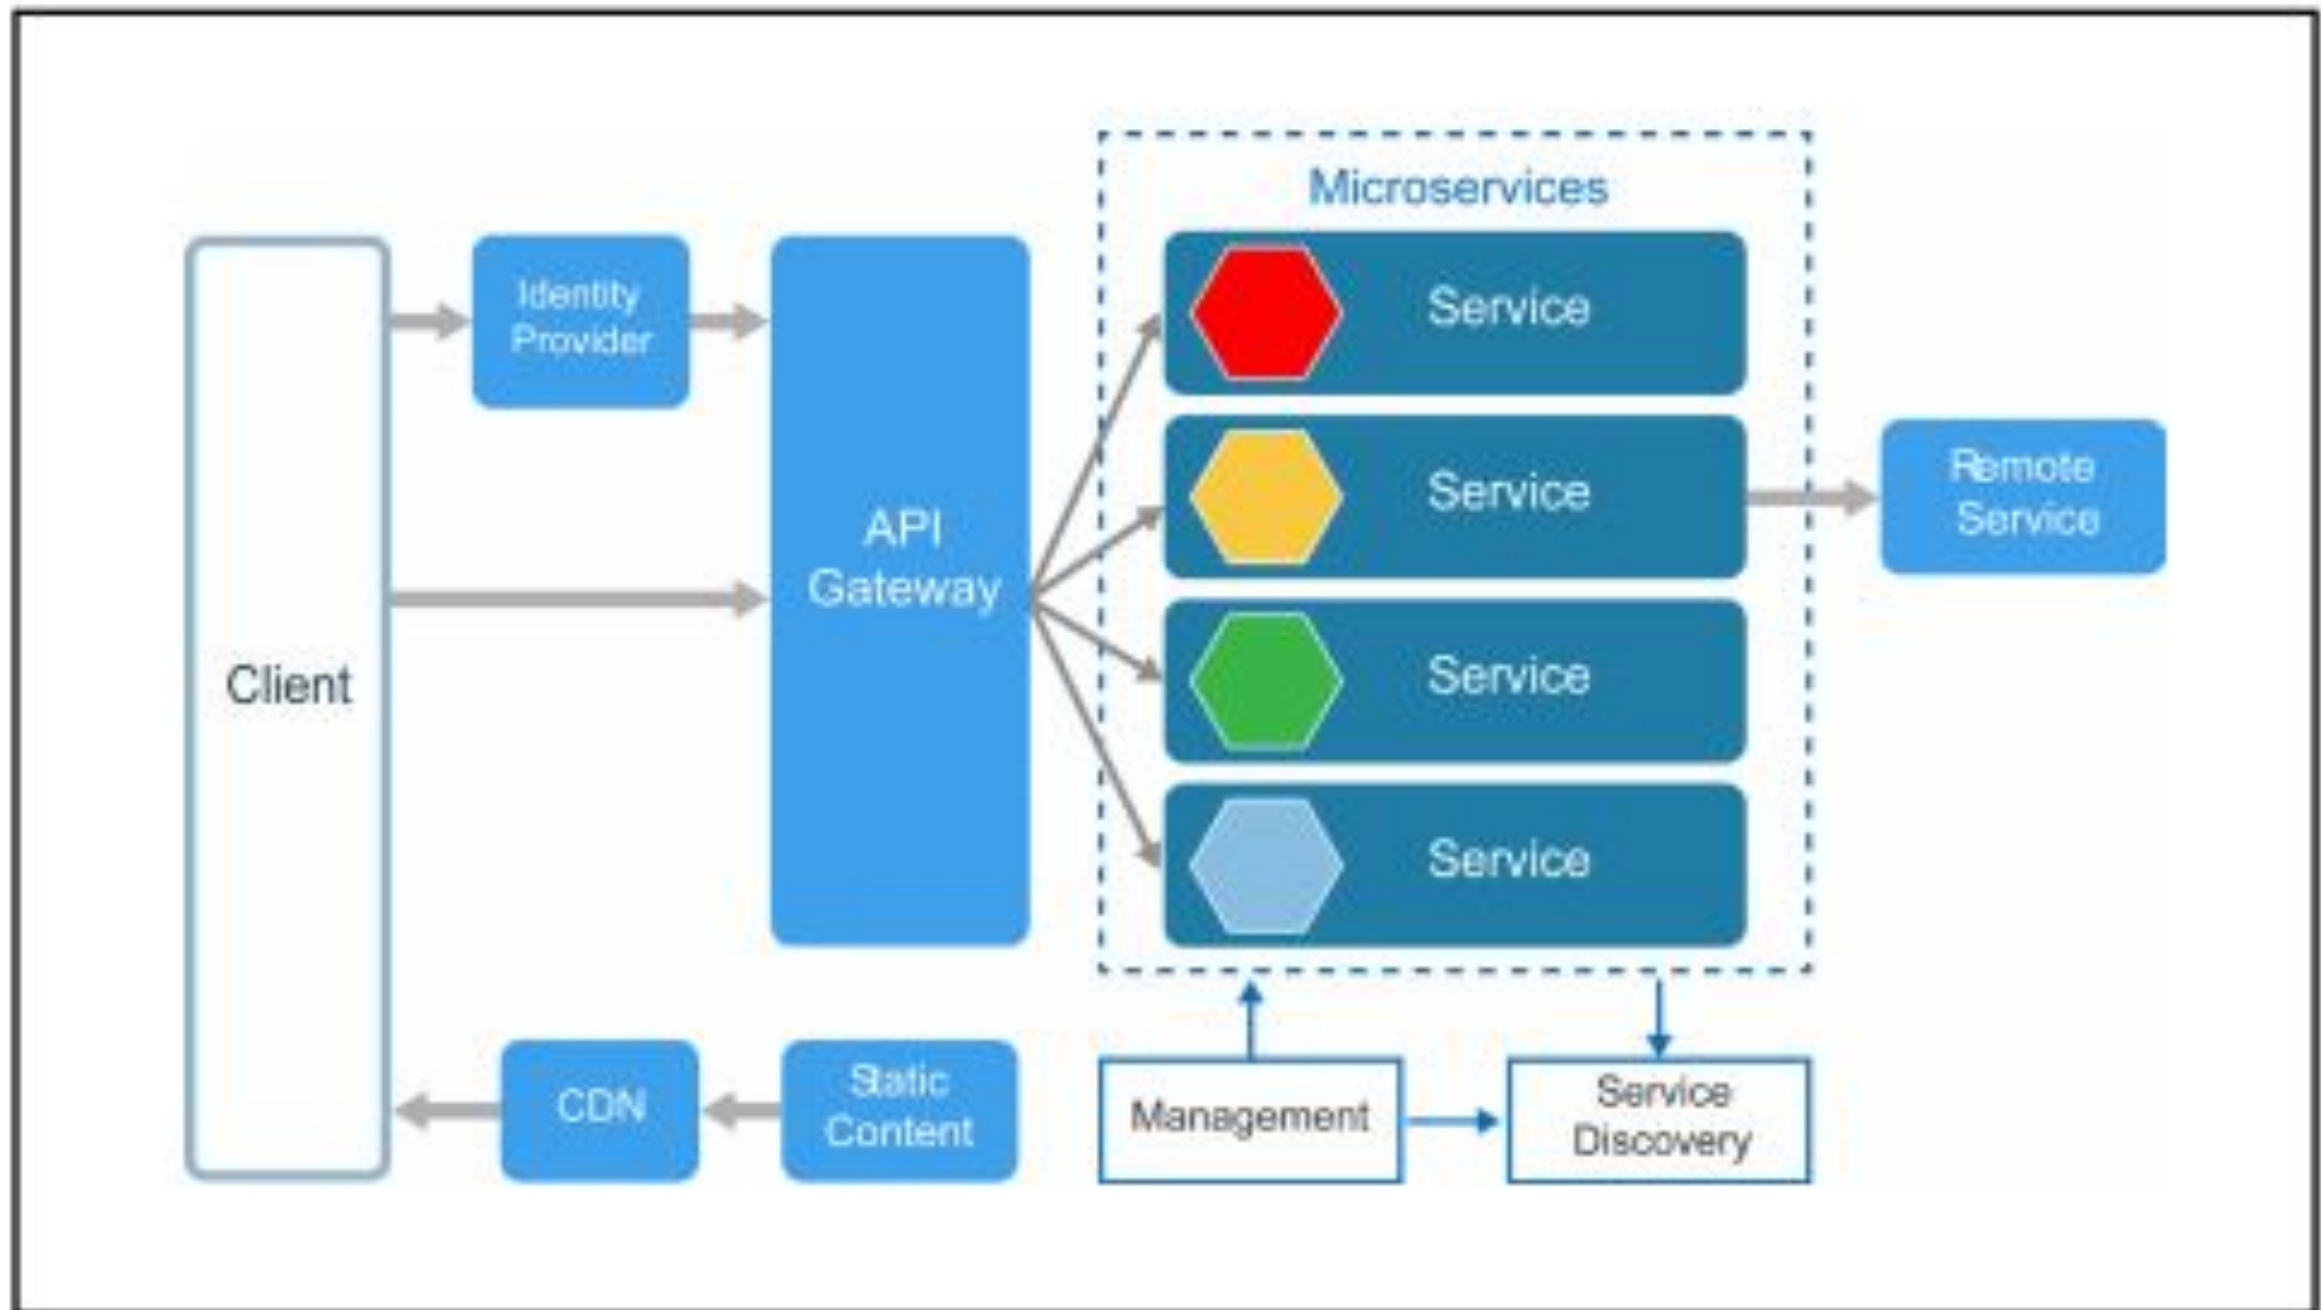 Microservices
Identity
Provider
Service
API
Gateway
Service
Remote
Service
Client
Service
Service
CDN
Static
Content
Management
Service
Discovery